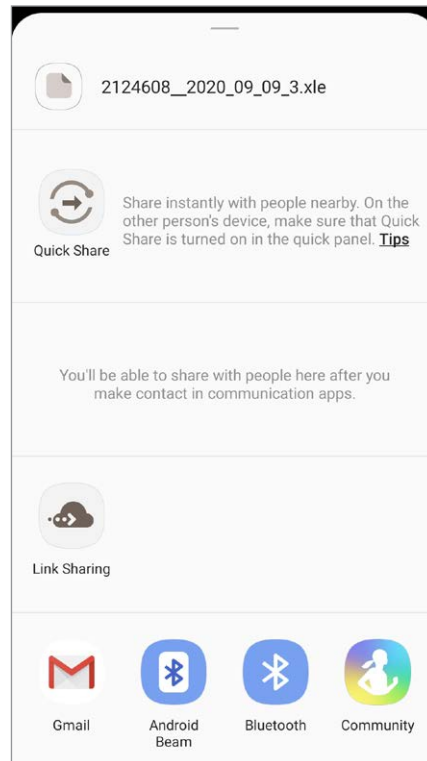 2124608__2020_09_09_3.xle
Share instantly with people nearby. On the
other person's device, make sure that Quick
Share is turned on in the quick panel. Tips
Quick Share
You'll be able to share with people here after you
make contact in communication apps.
Link Sharing
Gmail
Android
Beam
Bluetooth
Community